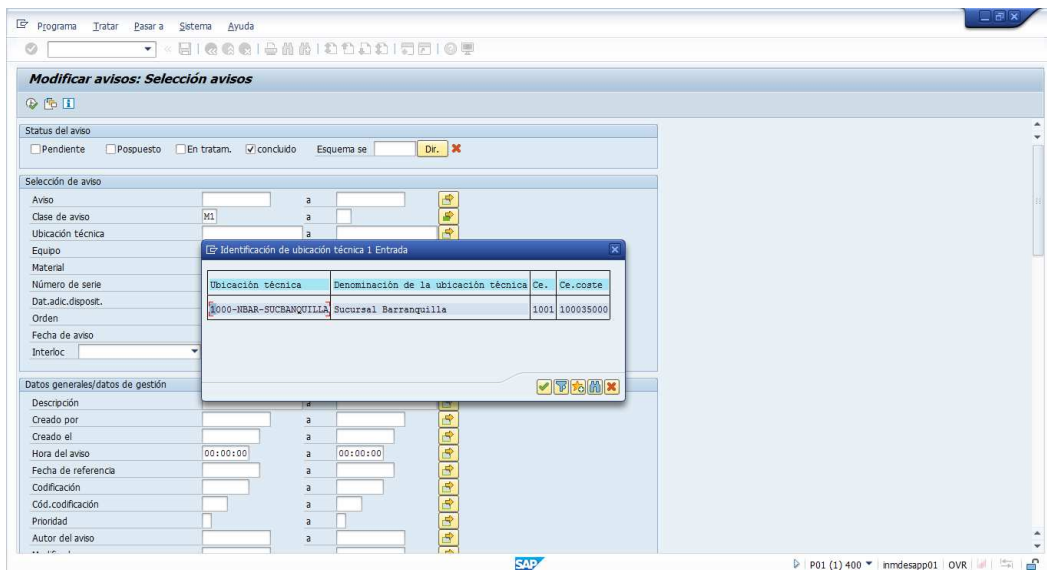 Programa Tratar Pasar a Sistema Ayuda
Modificar avisos: Selección avisos
Status del aviso
Pendiente Pospuesto En tratam. concluido Esquema se Dir.
Selección de aviso
Aviso a
Clase de aviso M1 a
Ubicación técnica a
Equipo
Material
Número de serie
Dat.adic.disposit.
Orden
Fecha de aviso
Interloc
Identificación de ubicación técnica 1 Entrada
Ubicación técnica Denominación de la ubicación técnica Ce. Ce.coste
1000-NBAR-SUCBANQUILLA Sucursal Barranquilla 1001 100035000
Datos generales/datos de gestión
Descripción a
Creado por a
Creado el a
Hora del aviso 00:00:00 a 00:00:00
Fecha de referencia a
Codificación a
Cód.codificación a
Prioridad a
Autor del aviso a
SAP
P01 (1) 400 inmdesapp01 OVR